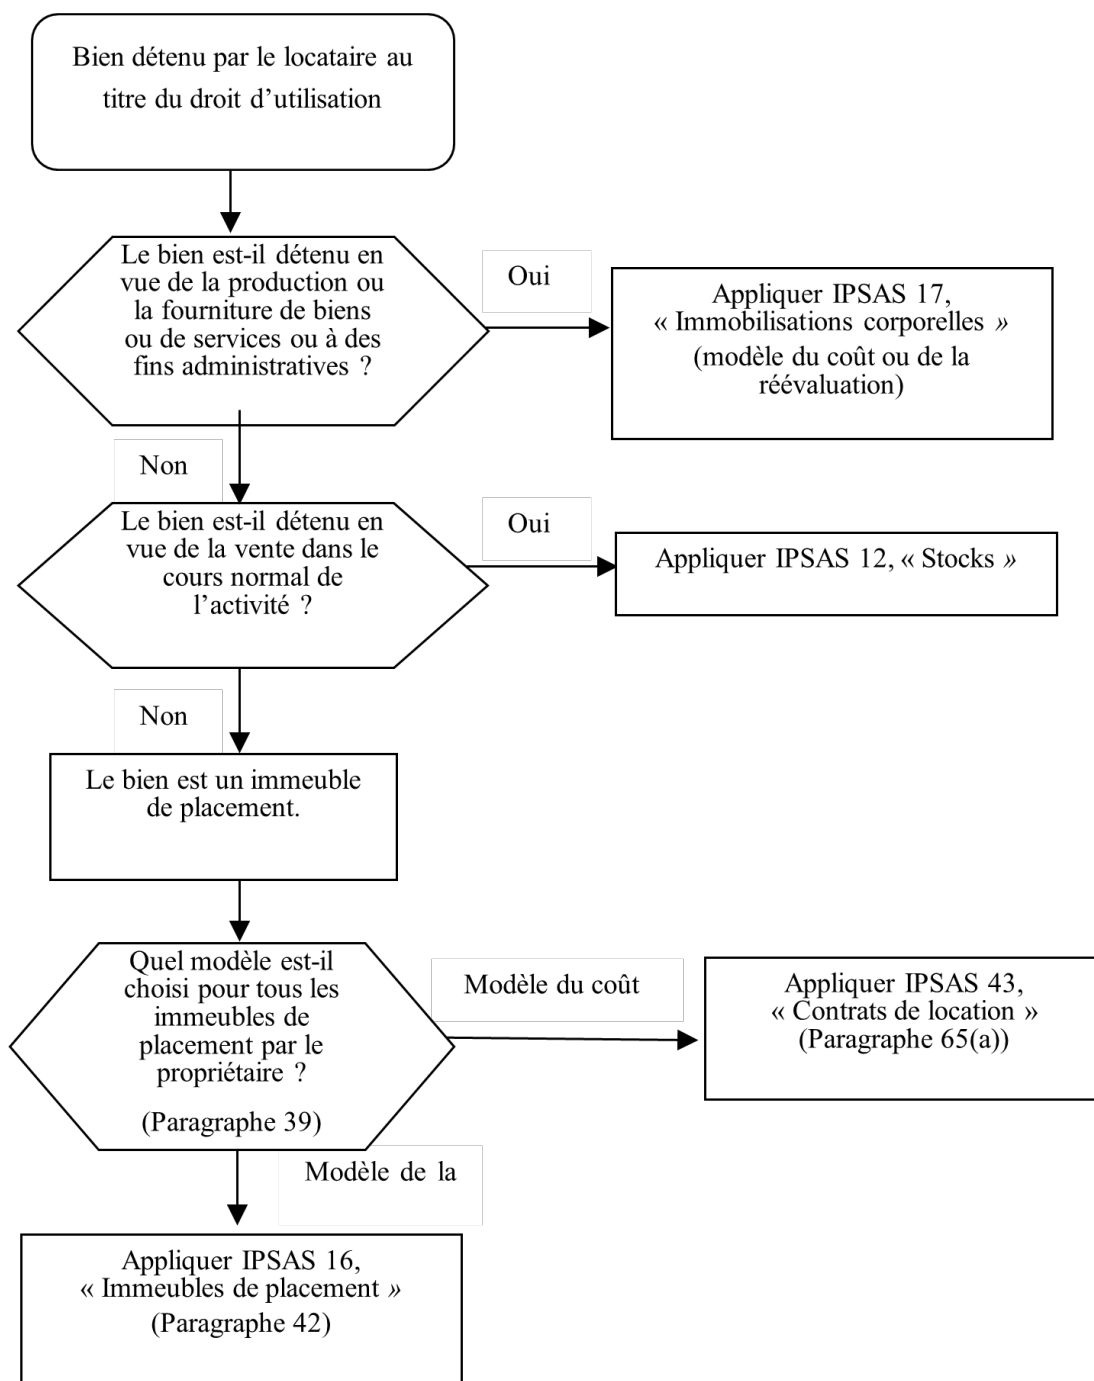 Bien détenu par le locataire au
titre du droit d’utilisation
Le bien est-il détenu en
vue de la production ou
la fourniture de biens
ou de services ou à des
fins administratives ?
Oui
Appliquer IPSAS 17,
« Immobilisations corporelles »
(modèle du coût ou de la
réévaluation)
Non
Le bien est-il détenu en
vue de la vente dans le
cours normal de
l’activité ?
Oui
Appliquer IPSAS 12, « Stocks »
Non
Le bien est un immeuble
de placement.
Quel modèle est-il
choisi pour tous les
immeubles de
placement par le
propriétaire ?
(Paragraphe 39)
Modèle du coût
Appliquer IPSAS 43,
« Contrats de location »
(Paragraphe 65(a))
Modèle de la
Appliquer IPSAS 16,
« Immeubles de placement »
(Paragraphe 42)